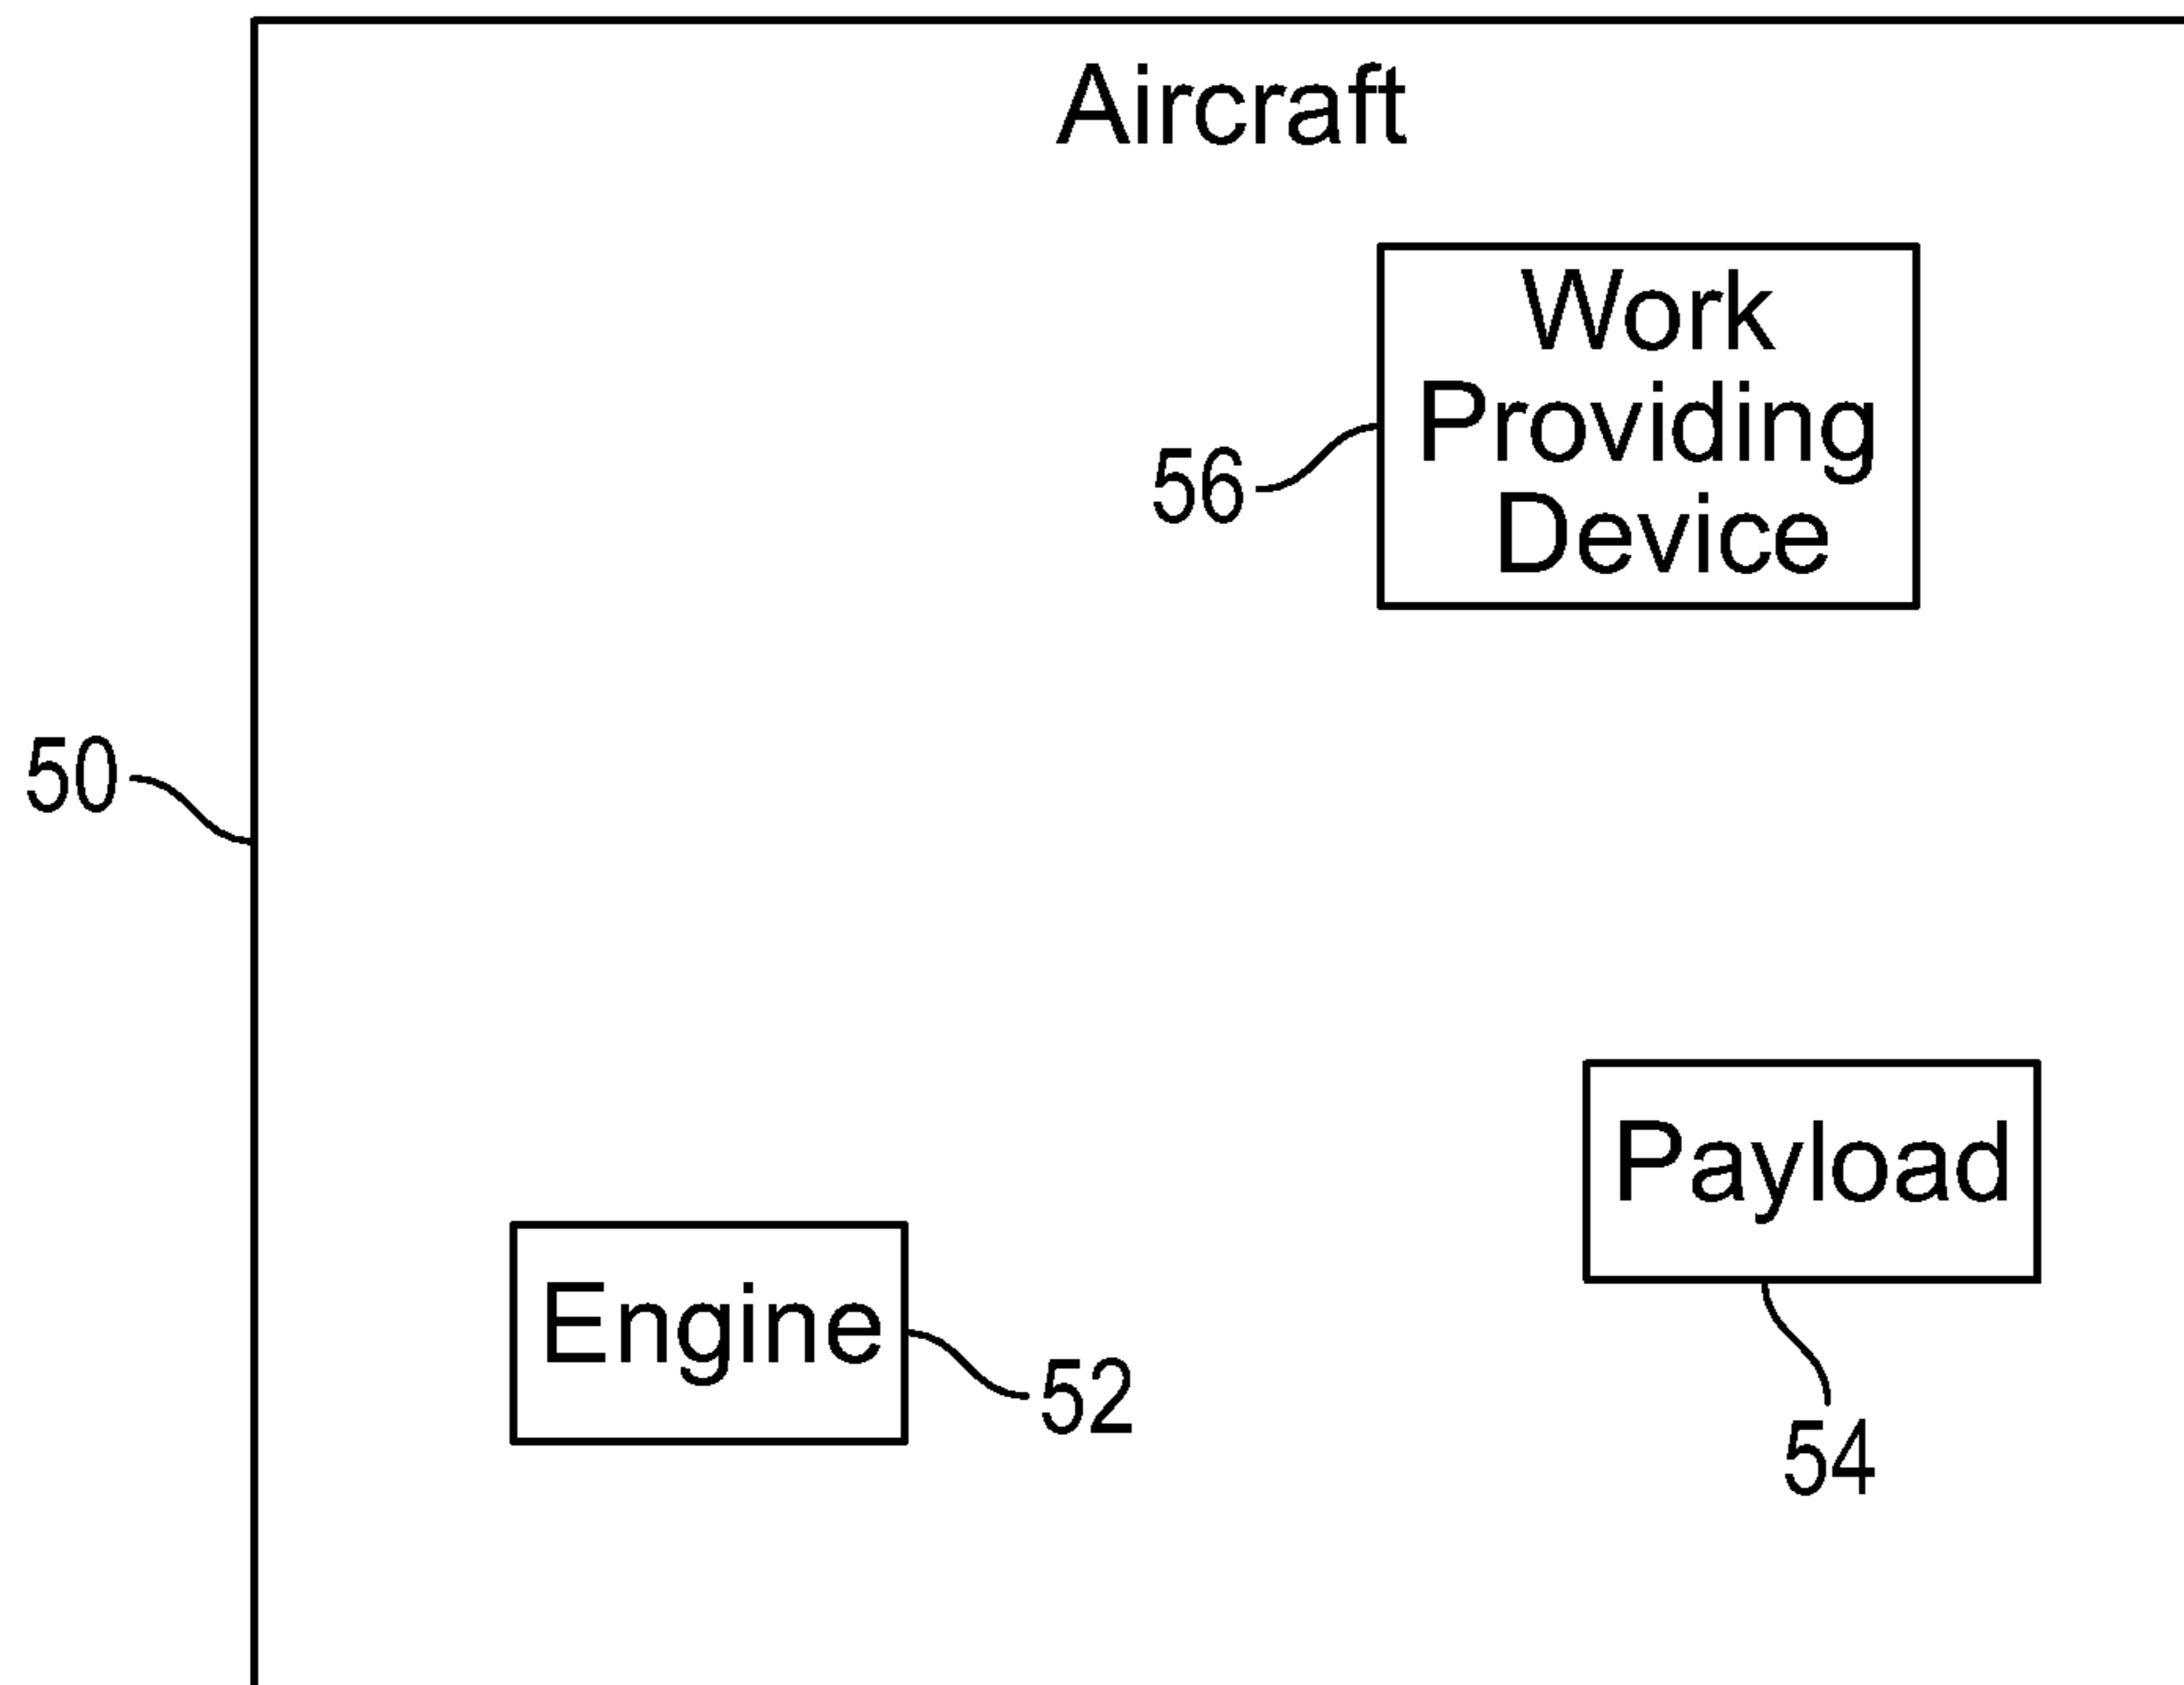 Aircraft
Work
Providing
Device
56
50
Payload
Engine
52
54